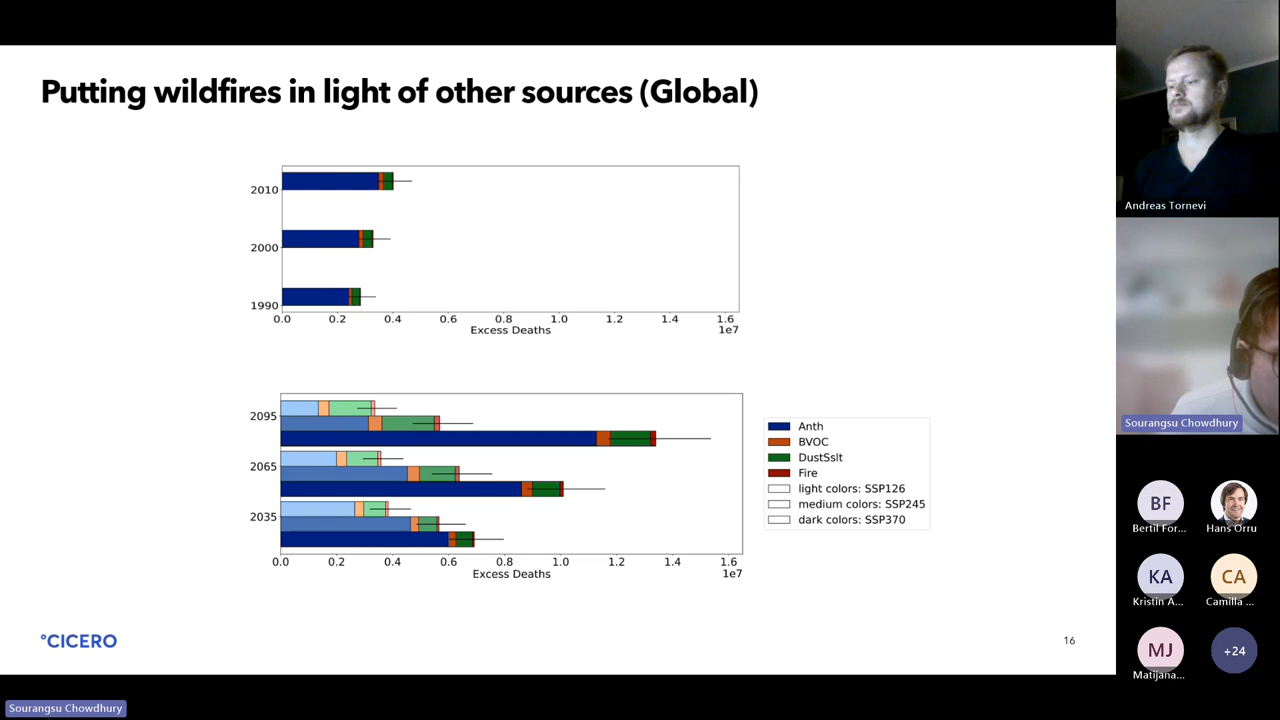 Putting wildfires in light of other sources (Global)
2010
2000
1990
0.0 0.2 0.4 0.6 0.8 1.0 1.2 1.4 1.6
Excess Deaths
1e7
2095
2065
2035
0.0 0.2 0.4 0.6 0.8 1.0 1.2 1.4 1.6
Excess Deaths
1e7
Anth
BVOC
DustSslt
Fire
light colors: SSP126
medium colors: SSP245
dark colors: SSP370
°CICERO
16
Sourangsu Chowdhury
Andreas Tornevi
Sourangsu Chowdhury
BF
Bertil For...
Hans Orru
KA
Kristin A...
CA
Camilla ...
MJ
Matijana...
+24